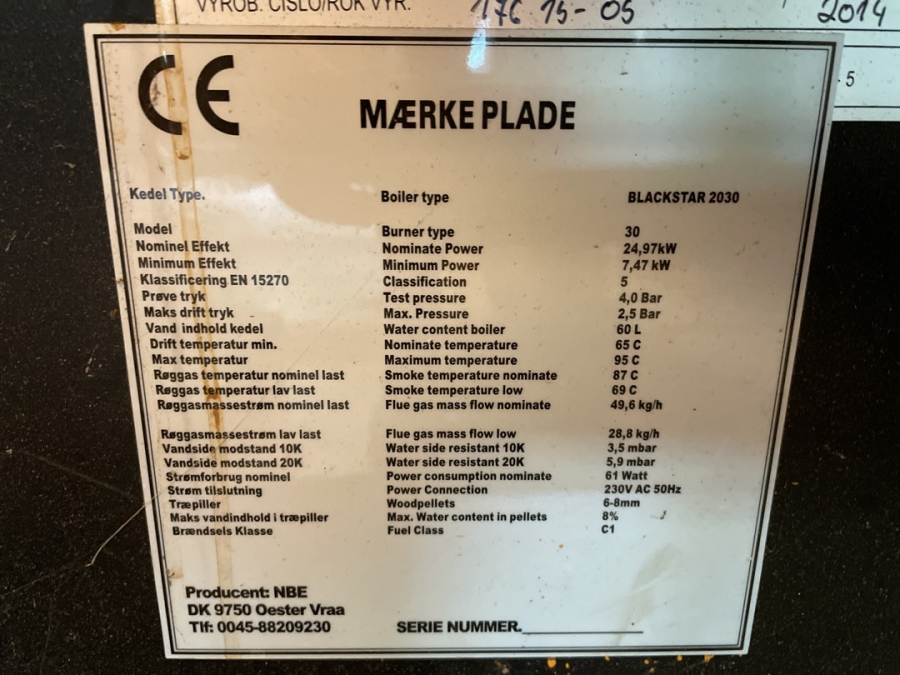 VÝROB. ČÍSLO/ROK VÝR. 176 15-05 2014
5
CE
MÆRKE PLADE
Kedel Type. Boiler type BLACKSTAR 2030
Model Burner type 30
Nominel Effekt Nominate Power 24,97kW
Minimum Effekt Minimum Power 7,47 kW
Klassificering EN 15270 Classification 5
Prøve tryk Test pressure 4,0 Bar
Maks drift tryk Max. Pressure 2,5 Bar
Vand indhold kedel Water content boiler 60 L
Drift temperatur min. Nominate temperature 65 C
Max temperatur Maximum temperature 95 C
Røggas temperatur nominel last Smoke temperature nominate 87 C
Røggas temperatur lav last Smoke temperature low 69 C
Røggasmassestrøm nominel last Flue gas mass flow nominate 49,6 kg/h
Røggasmassestrøm lav last Flue gas mass flow low 28,8 kg/h
Vandside modstand 10K Water side resistant 10K 3,5 mbar
Vandside modstand 20K Water side resistant 20K 5,9 mbar
Strømforbrug nominel Power consumption nominate 61 Watt
Strøm tilslutning Power Connection 230V AC 50Hz
Træpiller Woodpellets 6-8mm
Maks vandindhold i træpiller Max. Water content in pellets 8%
Brændsels Klasse Fuel Class C1
Producent: NBE
DK 9750 Oester Vraa
Tlf: 0045-88209230 SERIE NUMMER.